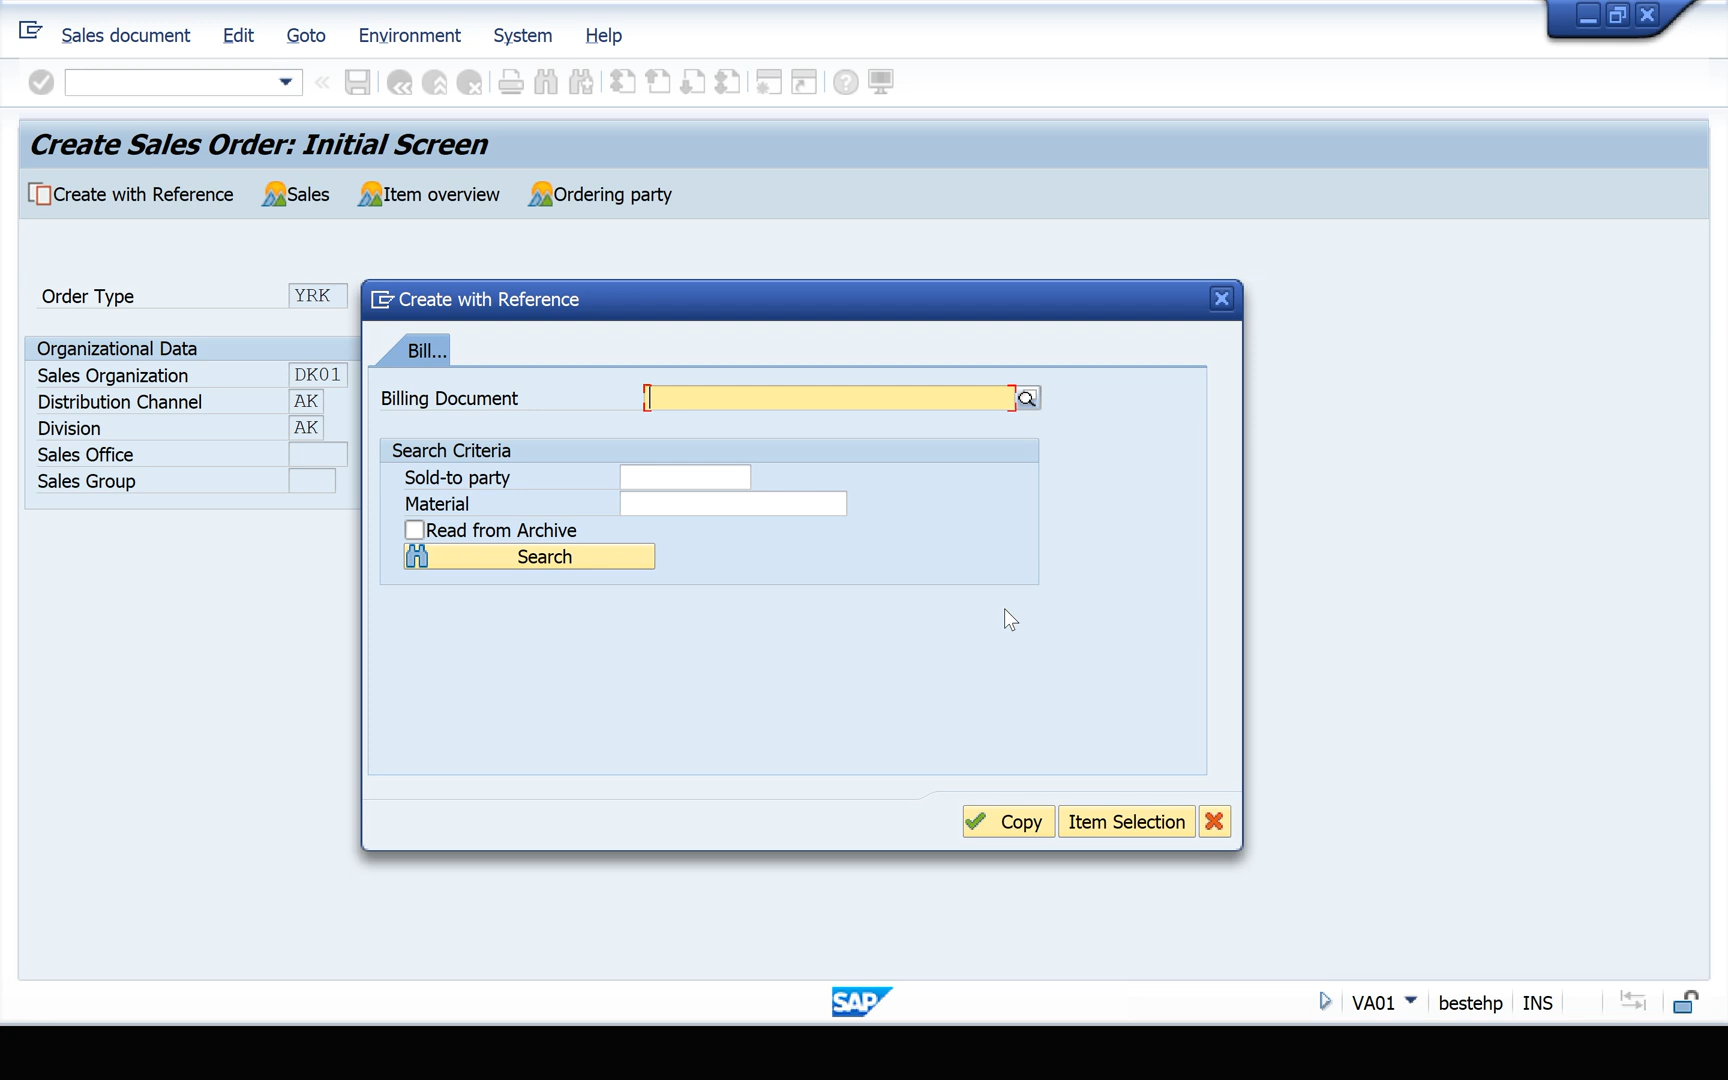 Sales document Edit Goto Environment System Help
Create Sales Order: Initial Screen
Create with Reference Sales Item overview Ordering party
Order Type YRK
Organizational Data
Sales Organization DK01
Distribution Channel AK
Division AK
Sales Office
Sales Group
Create with Reference
Bill...
Billing Document
Search Criteria
Sold-to party
Material
Read from Archive
Search
Copy Item Selection
SAP VA01 bestehp INS